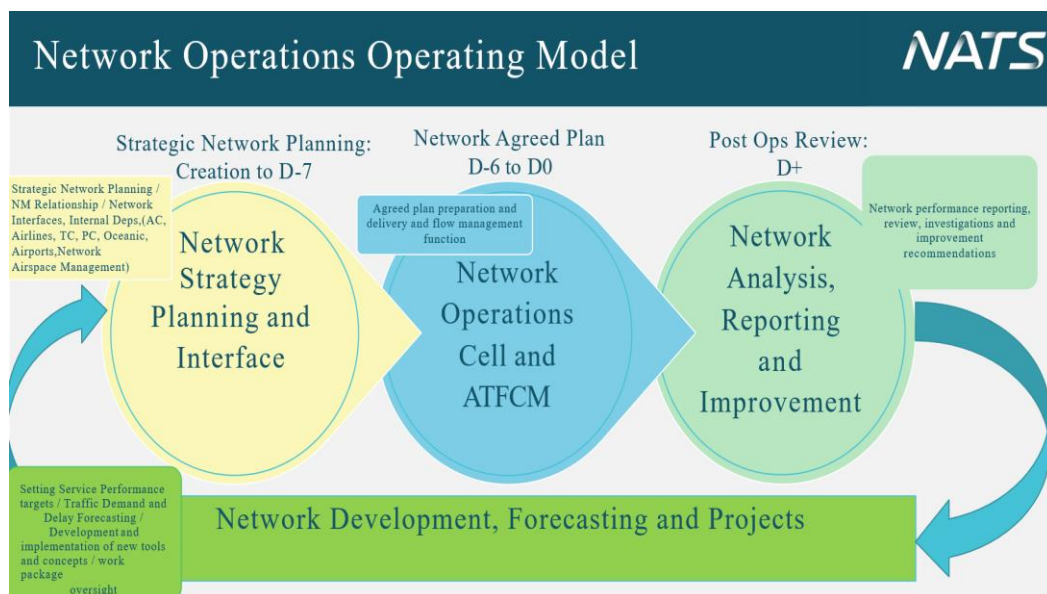 Network Operations Operating Model
NATS
Strategic Network Planning:
Creation to D-7
Network Agreed Plan
D-6 to D0
Post Ops Review:
D+
Strategic Network Planning /
NM Relationship / Network
Interfaces, Internal Deps,(AC,
Airlines, TC, PC, Oceanic,
Airports,Network
Airspace Management)
Network
Strategy
Planning and
Interface
Agreed plan preparation and
delivery and flow management
function
Network
Operations
Cell and
ATFCM
Network performance reporting,
review, investigations and
improvement
recommendations
Network
Analysis,
Reporting
and
Improvement
Setting Service Performance
targets / Traffic Demand and
Delay Forecasting /
Development and
implementation of new tools
and concepts / work
package
oversight
Network Development, Forecasting and Projects